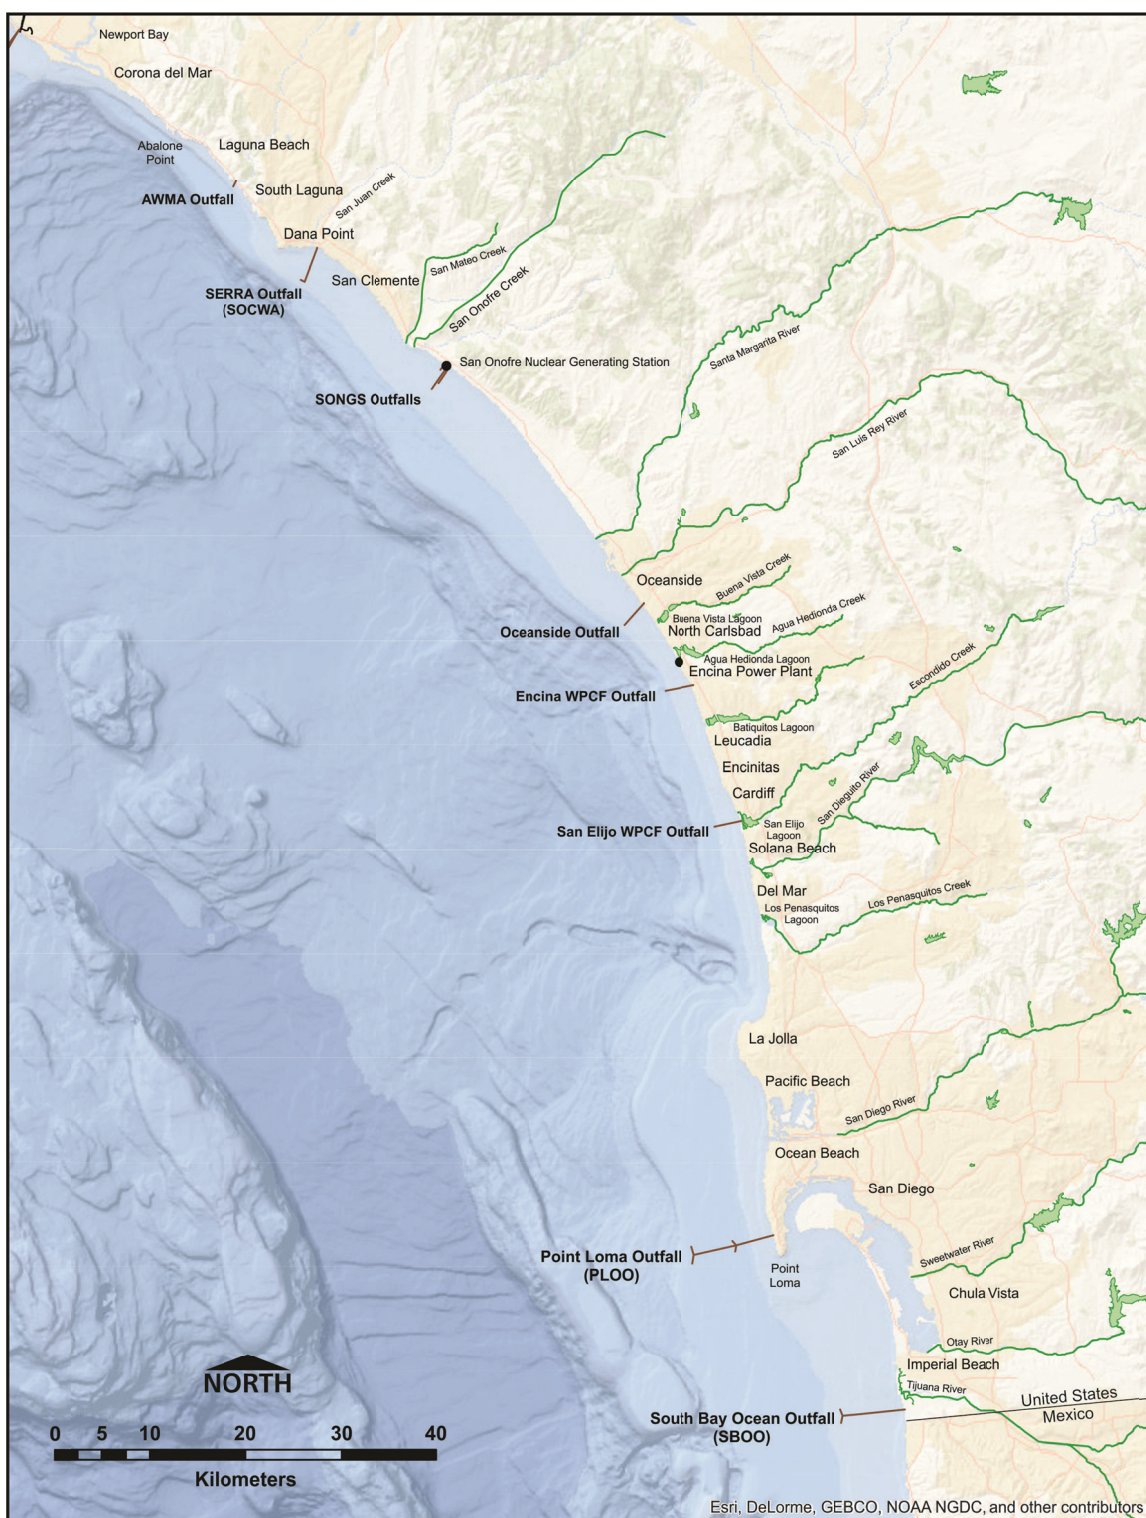 Newport Bay
Corona del Mar
Abalone
Point
Laguna Beach
AWMA Outfall
South Laguna
San Juan Creek
Dana Point
San Mateo Creek
San Clemente
SERRA Outfall
(SOCWA)
San Onofre Creek
Santa Margarita River
San Onofre Nuclear Generating Station
SONGS Outfalls
San Luis Rey River
Oceanside
Buena Vista Creek
Buena Vista Lagoon
Agua Hedionda Creek
Oceanside Outfall
North Carlsbad
Agua Hedionda Lagoon
Encina Power Plant
Escondido Creek
Encina WPCF Outfall
Batiquitos Lagoon
Leucadia
Encinitas
Cardiff
San Dieguito River
San Elijo WPCF Outfall
San Elijo
Lagoon
Solana Beach
Del Mar
Los Penasquitos Creek
Los Penasquitos
Lagoon
La Jolla
Pacific Beach
San Diego River
Ocean Beach
San Diego
Point Loma Outfall
(PLOO)
Point
Loma
Sweetwater River
Chula Vista
Otay River
Imperial Beach
Tijuana River
United States
Mexico
South Bay Ocean Outfall
(SBOO)
NORTH
0 5 10 20 30 40
Kilometers
Esri, DeLorme, GEBCO, NOAA NGDC, and other contributors